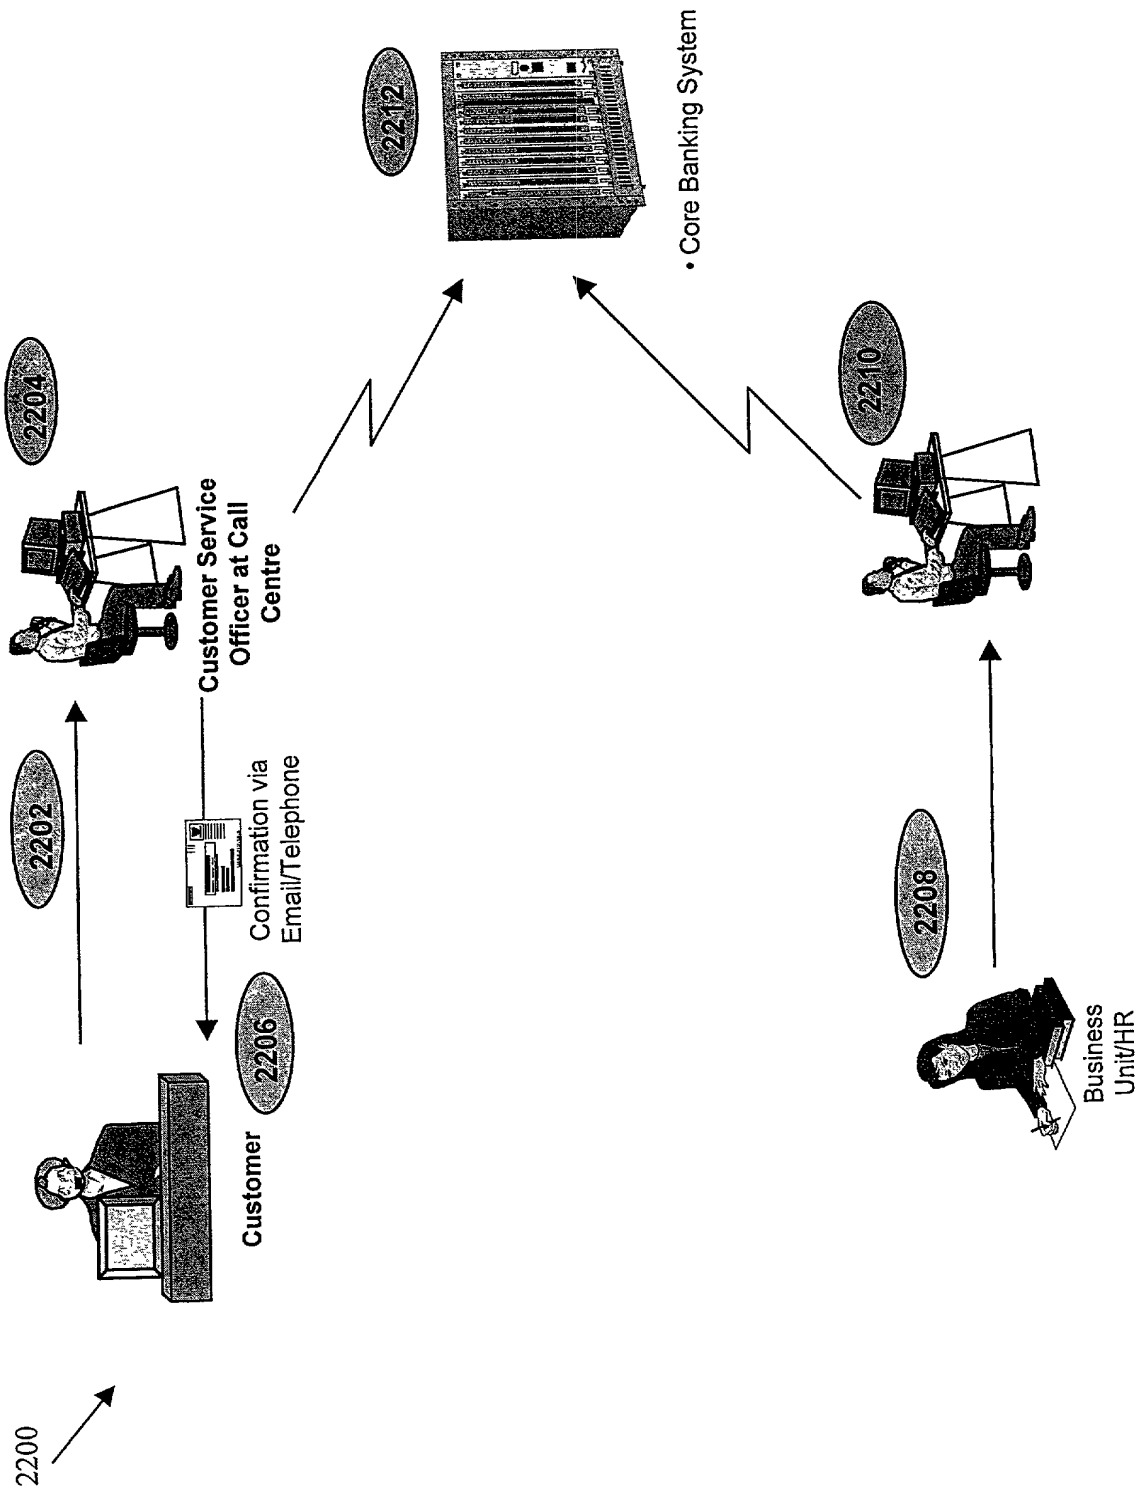 2200
2202
2204
Customer Service
Officer at Call
Centre
Confirmation via
Email/Telephone
Customer
2206
2212
• Core Banking System
2208
2210
Business
Unit/HR